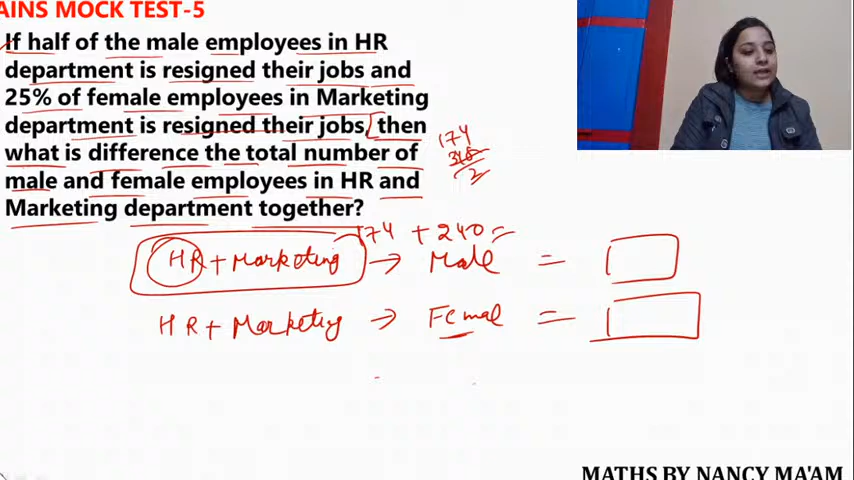 AINS MOCK TEST-5
If half of the male employees in HR
department is resigned their jobs and
25% of female employees in Marketing
department is resigned their jobs, then
what is difference the total number of
male and female employees in HR and
Marketing department together?
174
348
2
174 + 240 =
HR + Marketing → Male =
HR + Marketing → Femal =
MATHS BY NANCY MA'AM